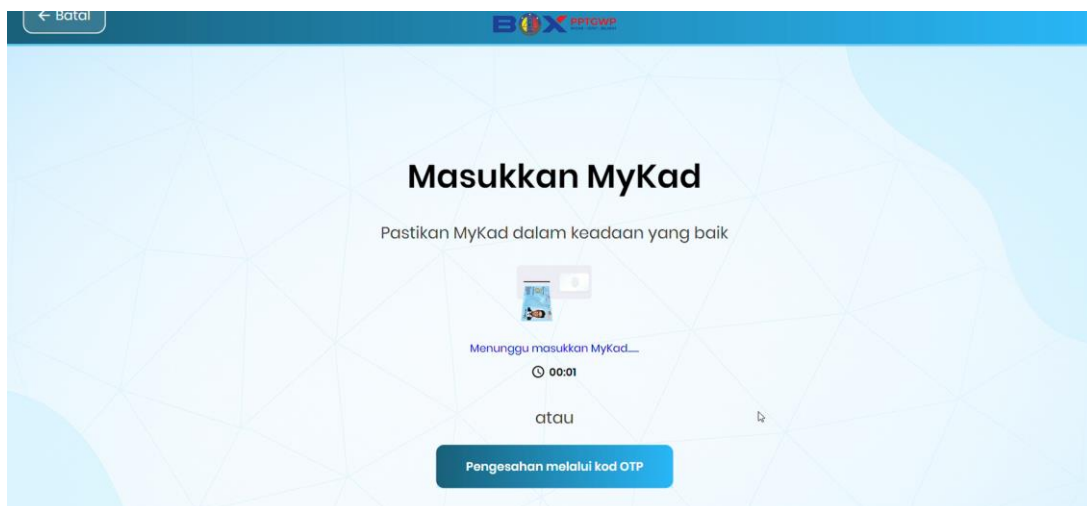 ← Batal
BOX PPTGWP
Masukkan MyKad
Pastikan MyKad dalam keadaan yang baik
Menunggu masukkan MyKad.....
00:01
atau
Pengesahan melalui kod OTP